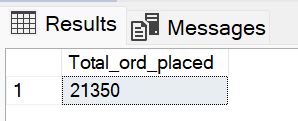 Results Messages
Total_ord_placed
1 21350